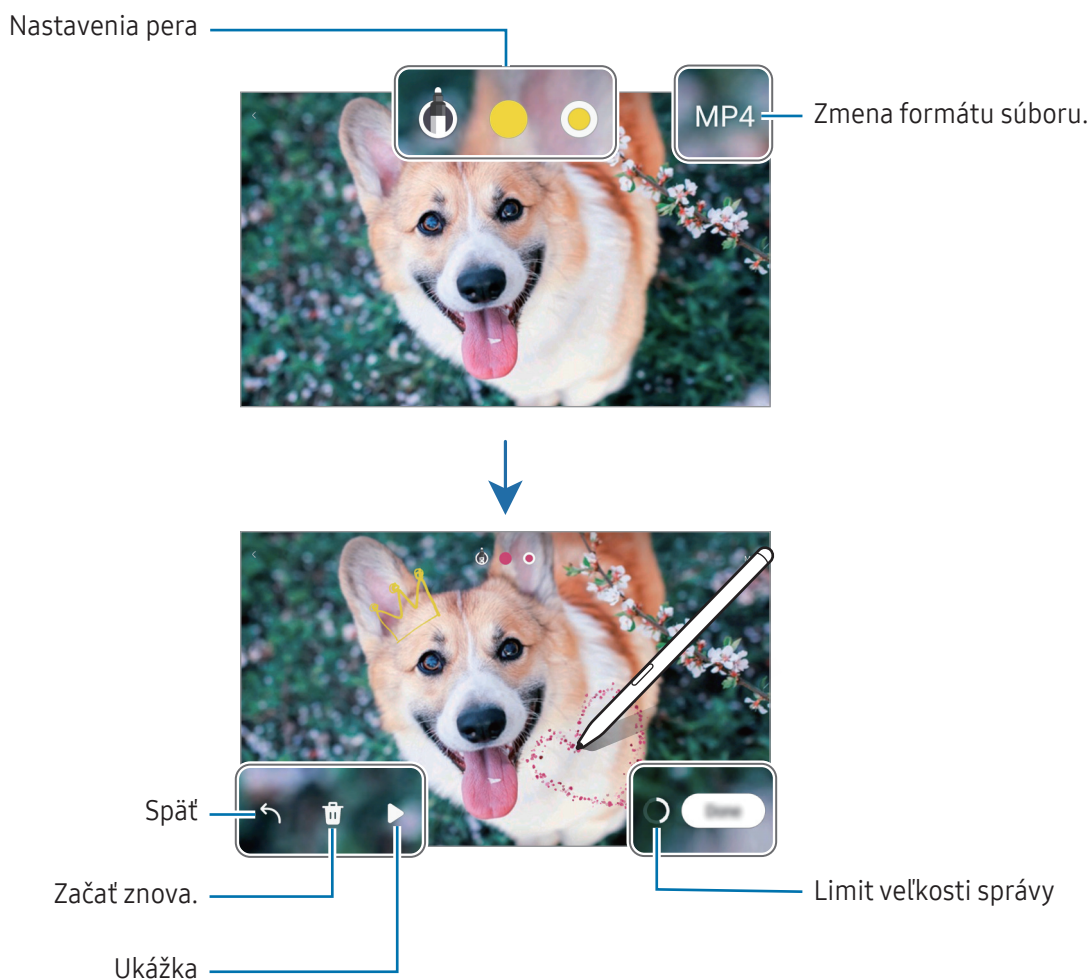 Nastavenia pera
MP4
Zmena formátu súboru.
Späť
Začať znova.
Ukážka
Done
Limit veľkosti správy